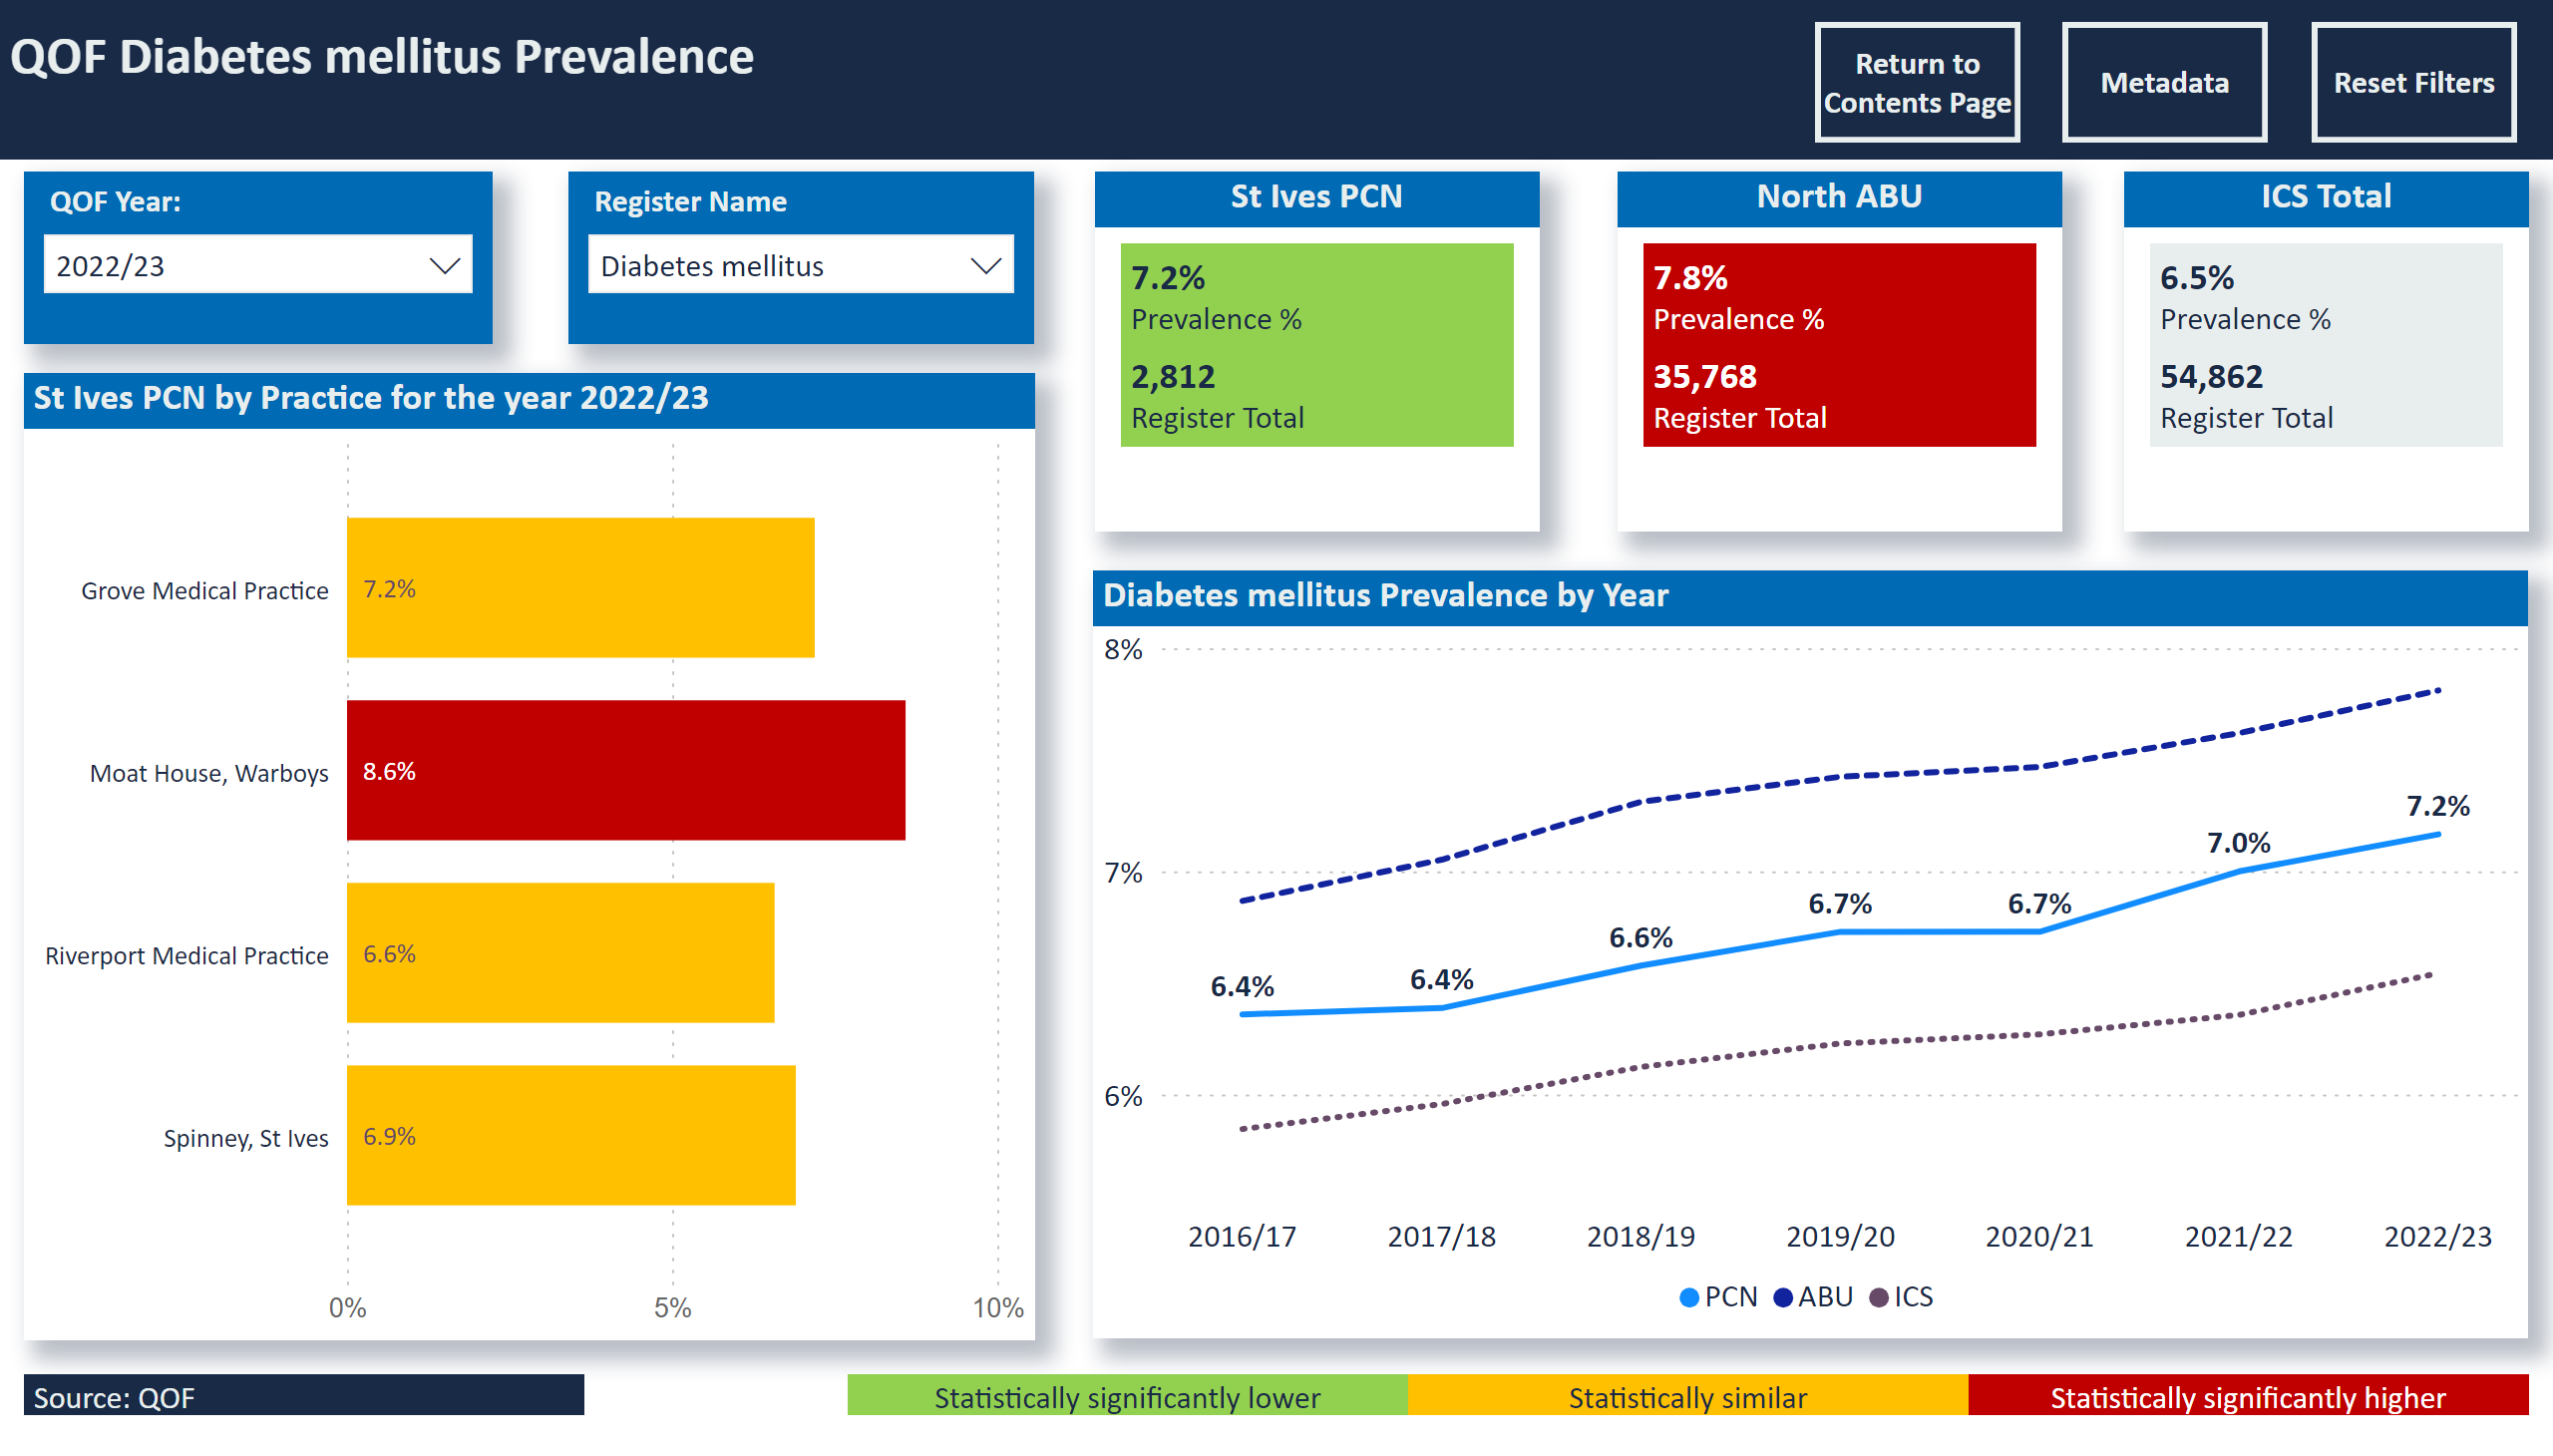 QOF Diabetes mellitus Prevalence
Return to
Contents Page
Metadata
Reset Filters
QOF Year:
2022/23
Register Name
Diabetes mellitus
St Ives PCN
7.2%
Prevalence %
2,812
Register Total
North ABU
7.8%
Prevalence %
35,768
Register Total
ICS Total
6.5%
Prevalence %
54,862
Register Total
St Ives PCN by Practice for the year 2022/23
Grove Medical Practice
7.2%
Moat House, Warboys
8.6%
Riverport Medical Practice
6.6%
Spinney, St Ives
6.9%
0%
5%
10%
Diabetes mellitus Prevalence by Year
8%
7%
6%
6.4%
6.4%
6.6%
6.7%
6.7%
7.0%
7.2%
2016/17
2017/18
2018/19
2019/20
2020/21
2021/22
2022/23
PCN
ABU
ICS
Source: QOF
Statistically significantly lower
Statistically similar
Statistically significantly higher